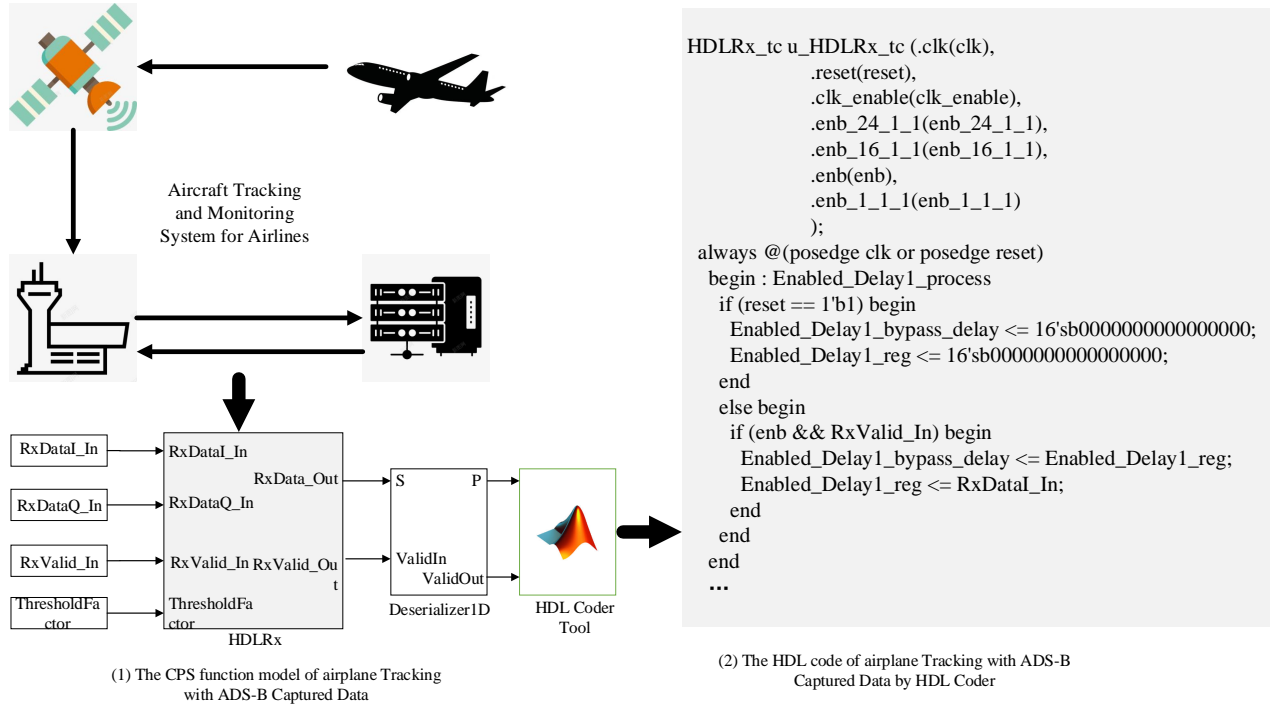 Aircraft Tracking
and Monitoring
System for Airlines
RxDataI_In
RxDataQ_In
RxValid_In
ThresholdFa
ctor
RxDataI_In
RxData_Out
RxDataQ_In
RxValid_In
RxValid_Ou
t
ThresholdFa
ctor
HDLRx
S
P
ValidIn
ValidOut
Deserializer1D
HDL Coder
Tool
(1) The CPS function model of airplane Tracking
with ADS-B Captured Data
HDLRx_tc u_HDLRx_tc (.clk(clk),
.reset(reset),
.clk_enable(clk_enable),
.enb_24_1_1(enb_24_1_1),
.enb_16_1_1(enb_16_1_1),
.enb(enb),
.enb_1_1_1(enb_1_1_1)
);
always @(posedge clk or posedge reset)
begin : Enabled_Delay1_process
if (reset == 1'b1) begin
Enabled_Delay1_bypass_delay <= 16'sb0000000000000000;
Enabled_Delay1_reg <= 16'sb0000000000000000;
end
else begin
if (enb && RxValid_In) begin
Enabled_Delay1_bypass_delay <= Enabled_Delay1_reg;
Enabled_Delay1_reg <= RxDataI_In;
end
end
end
...
(2) The HDL code of airplane Tracking with ADS-B
Captured Data by HDL Coder